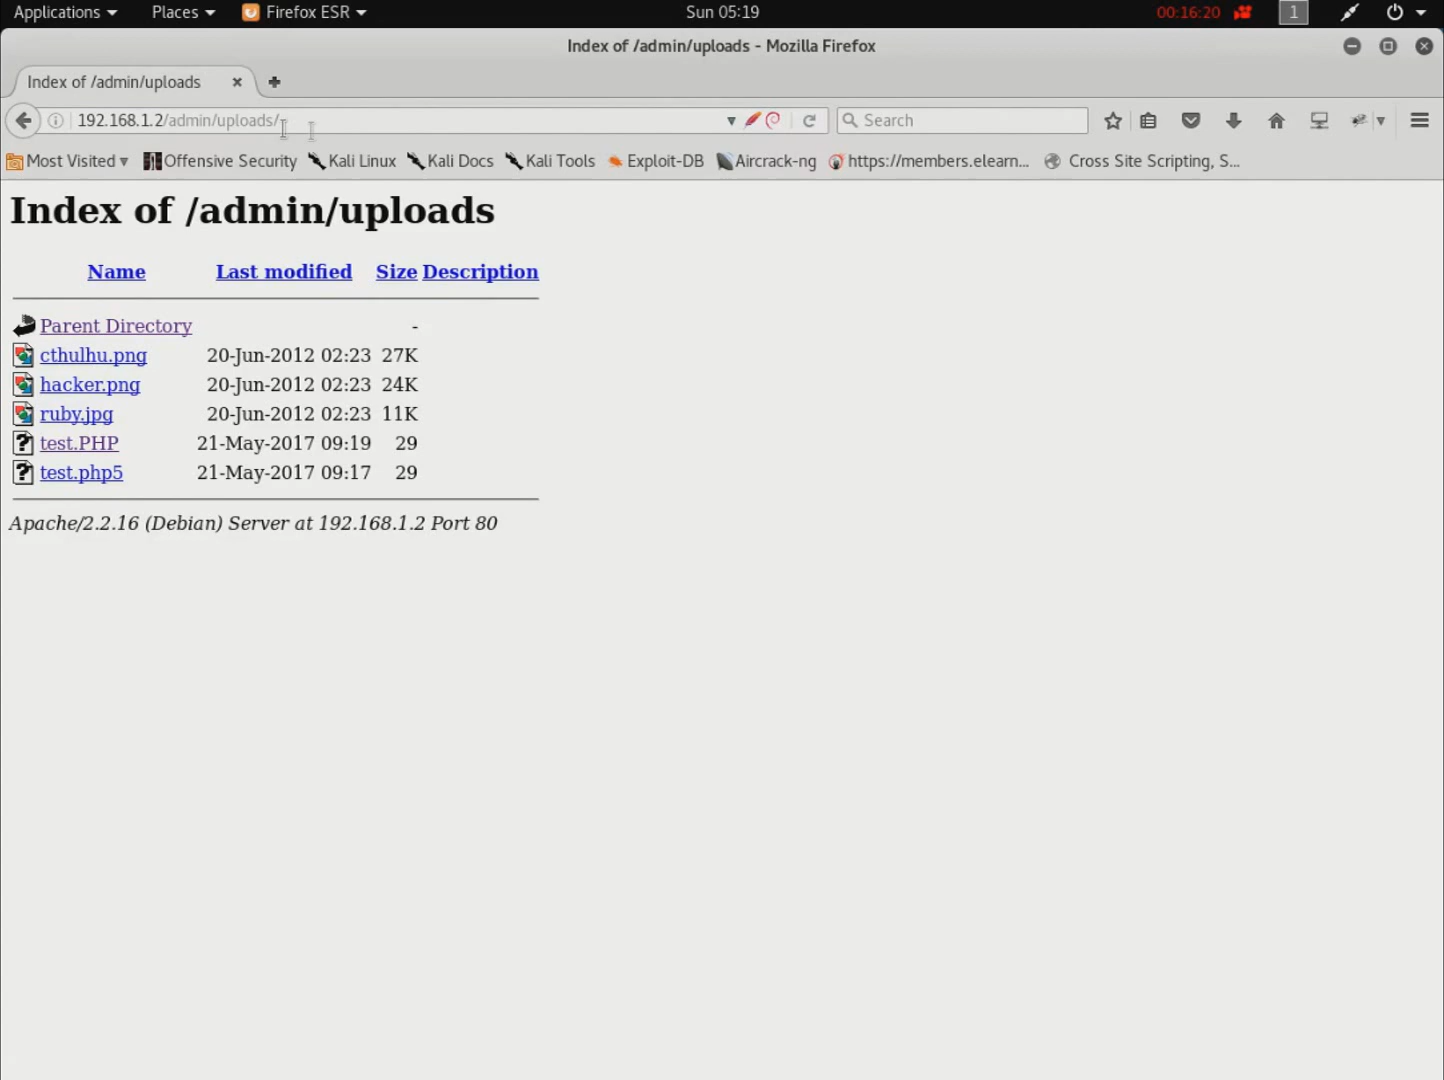 Applications Places Firefox ESR Sun 05:19 00:16:20 1
Index of /admin/uploads - Mozilla Firefox
Index of /admin/uploads
192.168.1.2/admin/uploads/ Search
Most Visited Offensive Security Kali Linux Kali Docs Kali Tools Exploit-DB Aircrack-ng https://members.elearn... Cross Site Scripting, S...
Index of /admin/uploads
Name Last modified Size Description
Parent Directory -
cthulhu.png 20-Jun-2012 02:23 27K
hacker.png 20-Jun-2012 02:23 24K
ruby.jpg 20-Jun-2012 02:23 11K
test.PHP 21-May-2017 09:19 29
test.php5 21-May-2017 09:17 29
Apache/2.2.16 (Debian) Server at 192.168.1.2 Port 80